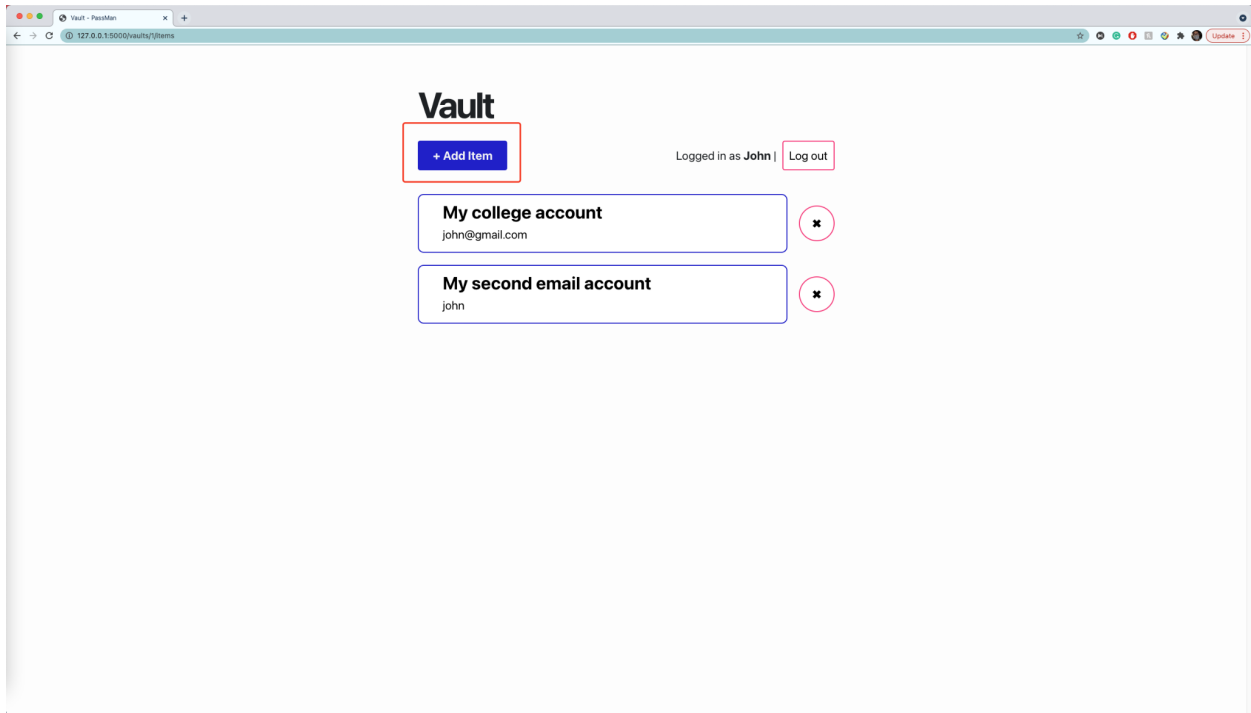 Vault - PassMan
127.0.0.1:5000/vaults/1/items
Update
Vault
+ Add Item
Logged in as John | Log out
My college account
john@gmail.com
My second email account
john